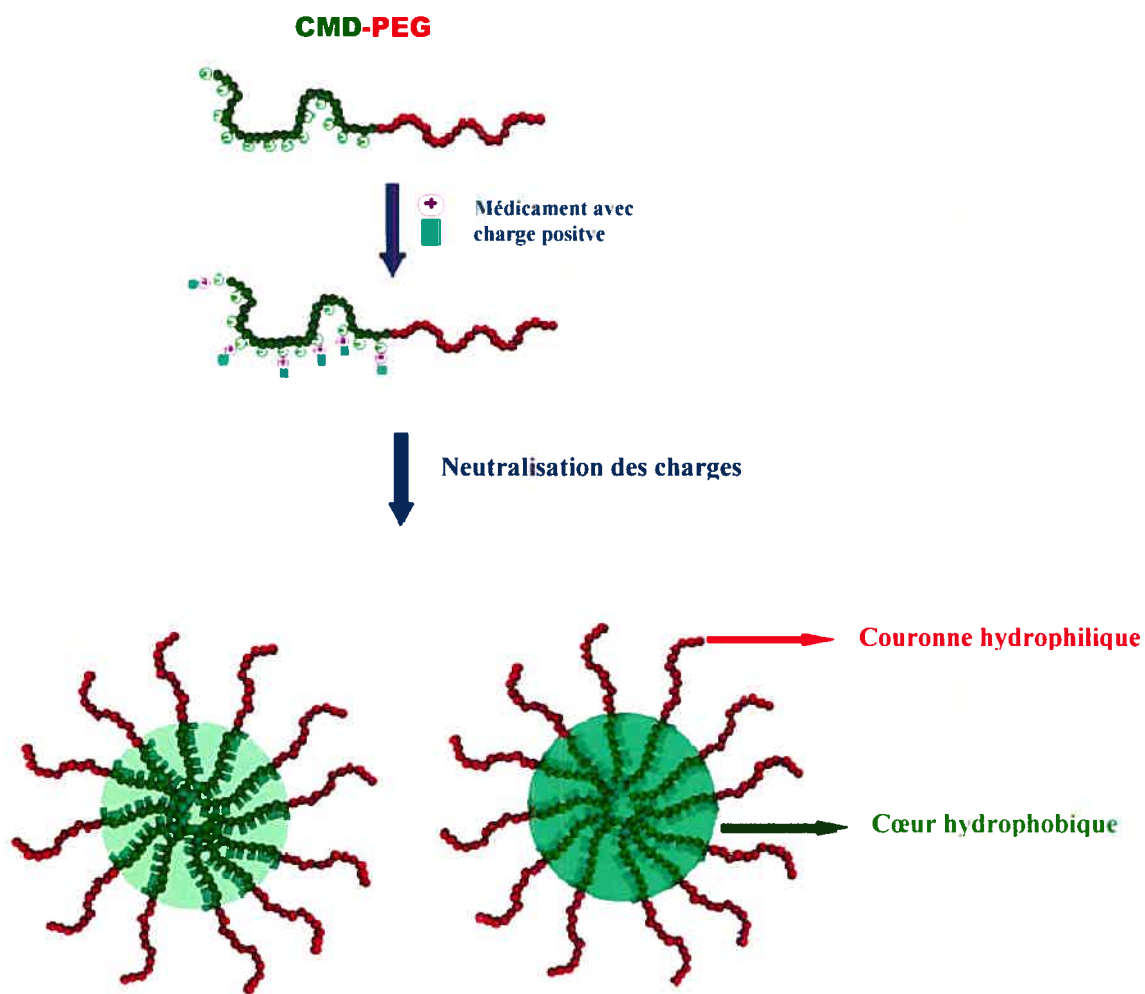 CMD-PEG
Médicament avec
charge positve
Neutralisation des charges
Couronne hydrophilique
Cœur hydrophobique